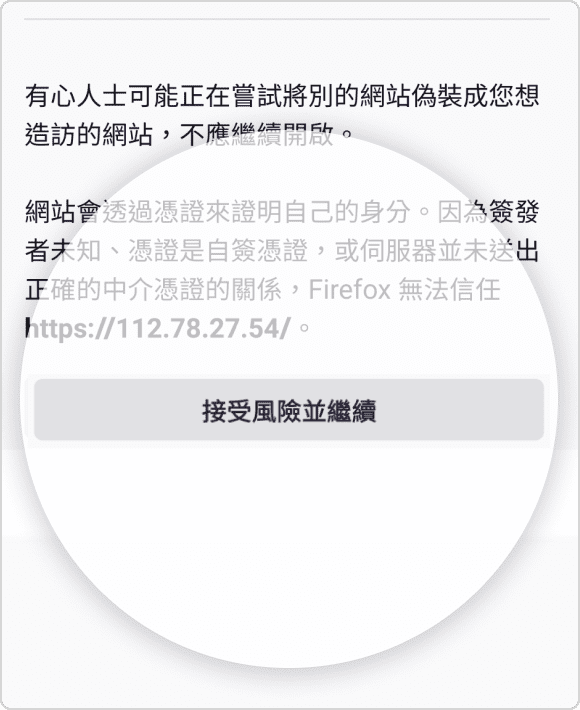 有心人士可能正在嘗試將別的網站偽裝成您想
造訪的網站，不應繼續開啟。
網站會透過憑證來證明自己的身分。因為簽發
者未知、憑證是自簽憑證，或伺服器並未送出
正確的中介憑證的關係，Firefox 無法信任
https://112.78.27.54/。
接受風險並繼續